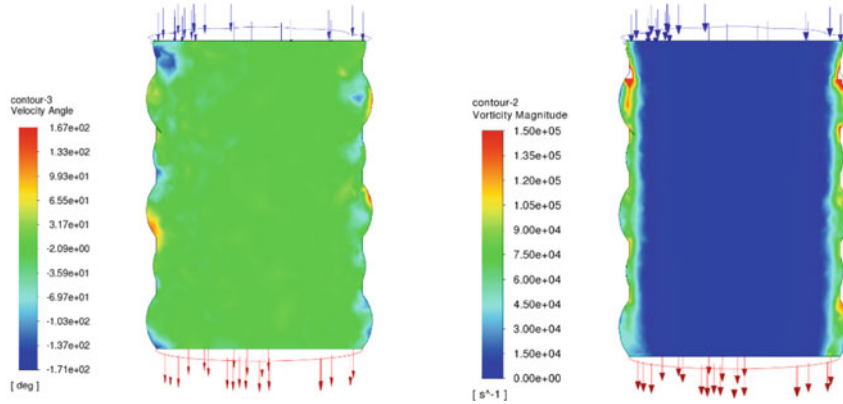 contour-3
Velocity Angle
1.67e+02
1.33e+02
9.93e+01
6.55e+01
3.17e+01
-2.09e+00
-3.59e+01
-6.97e+01
-1.03e+02
-1.37e+02
-1.71e+02
[ deg ]
contour-2
Vorticity Magnitude
1.50e+05
1.35e+05
1.20e+05
1.05e+05
9.00e+04
7.50e+04
6.00e+04
4.50e+04
3.00e+04
1.50e+04
0.00e+00
[ s^-1 ]